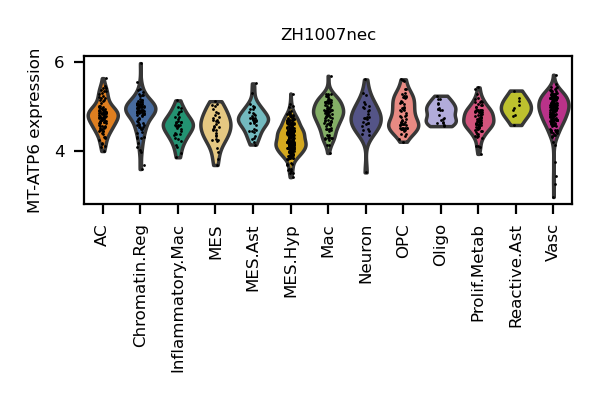 ZH1007nec
MT-ATP6 expression
6
4
AC
Chromatin.Reg
Inflammatory.Mac
MES
MES.Ast
MES.Hyp
Mac
Neuron
OPC
Oligo
Prolif.Metab
Reactive.Ast
Vasc